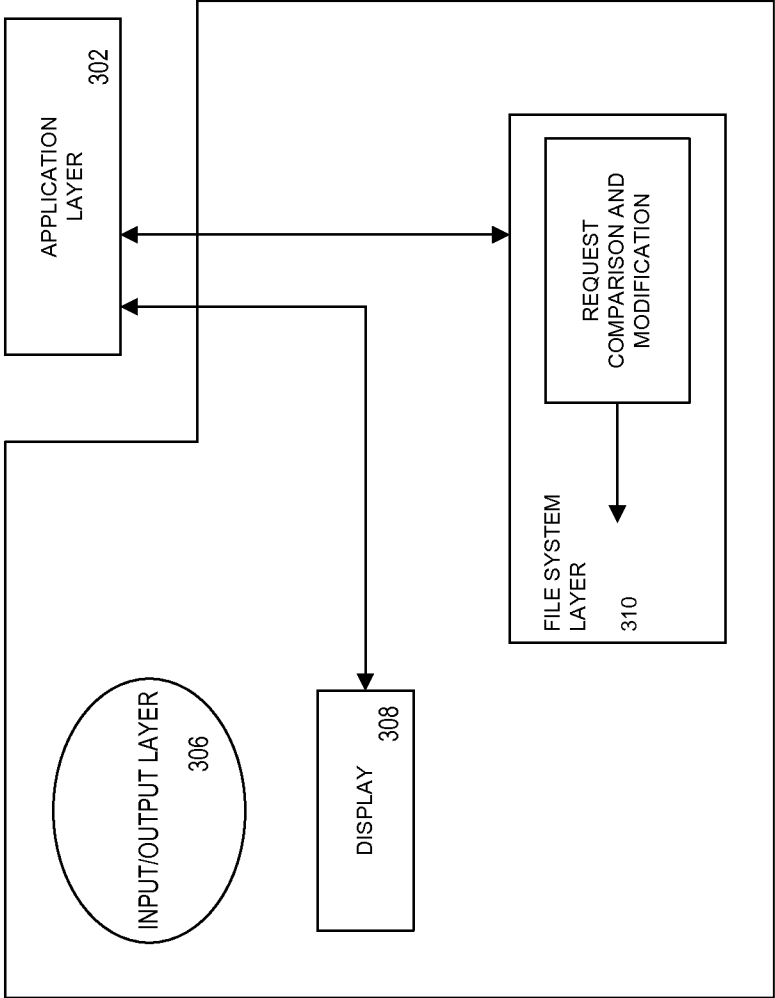 APPLICATION
LAYER
302
INPUT/OUTPUT LAYER
306
DISPLAY
308
FILE SYSTEM
LAYER
310
REQUEST
COMPARISON AND
MODIFICATION